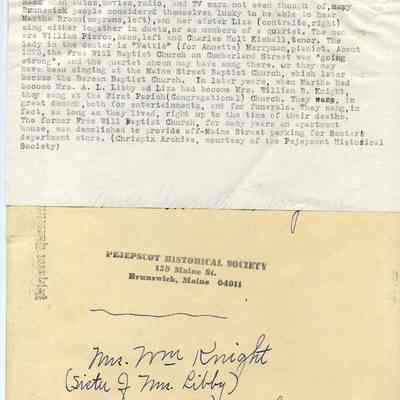 days of autos, movies, radio, and TV were not even thought of, many
Brunswick people considered themselves lucky to be able to hear
Martha Brown(soprano, left), and her sister Liza (contralto, right)
sing either together in duets, or as members of a quartet. The men
are William Pierce, bass, left and Charles Hall Kimball, tenor. The
lady in the center is "Nettie" (for Annette) Merryman, pianist. About
1880, the Free Will Baptist Church on Cumberland Street was "going
strong", and the quartet above may have sung there, or they may
have been singing at the Maine Street Baptist Church, which later
become the Berean Baptist Church. In later years, when Martha had
become Mrs. A. L. Libby ad Liza had become Mrs. William B. Knight,
they sang at the First Parish(Congregational) Church. They were, in
great demand, both for entertainments, and for funerals. They sang, in
fact, as long as they lived, right up to the time of their deaths.
The former Free Will Baptist Church, for many years an apartment
house, was demolished to provide off-Maine Street parking for Senter's
department store. (Chrispix Archive, courtesy of the Pejepscot Historical
Society)
PEJEPSCOT HISTORICAL SOCIETY
Maine St.
Brunswick, Maine 04011
Mrs. Wm Knight
(Sister of Mrs. Libby)